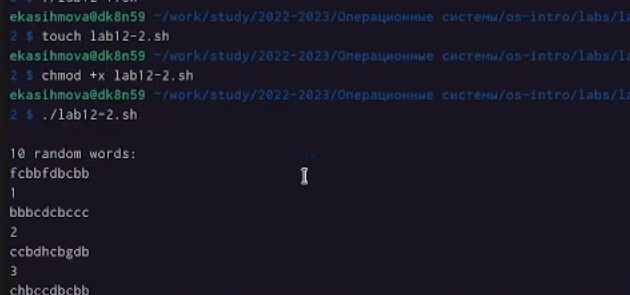 ekasihmova@dk8n59 ~/work/study/2022-2023/Операционные системы/os-intro/labs/la
2 $ touch lab12-2.sh
ekasihmova@dk8n59 ~/work/study/2022-2023/Операционные системы/os-intro/labs/la
2 $ chmod +x lab12-2.sh
ekasihmova@dk8n59 ~/work/study/2022-2023/Операционные системы/os-intro/labs/la
2 $ ./lab12-2.sh
10 random words:
fcbbfdbcbb
1
bbbcdcbccc
2
ccbdhcbgdb
3
chbccdbcbb